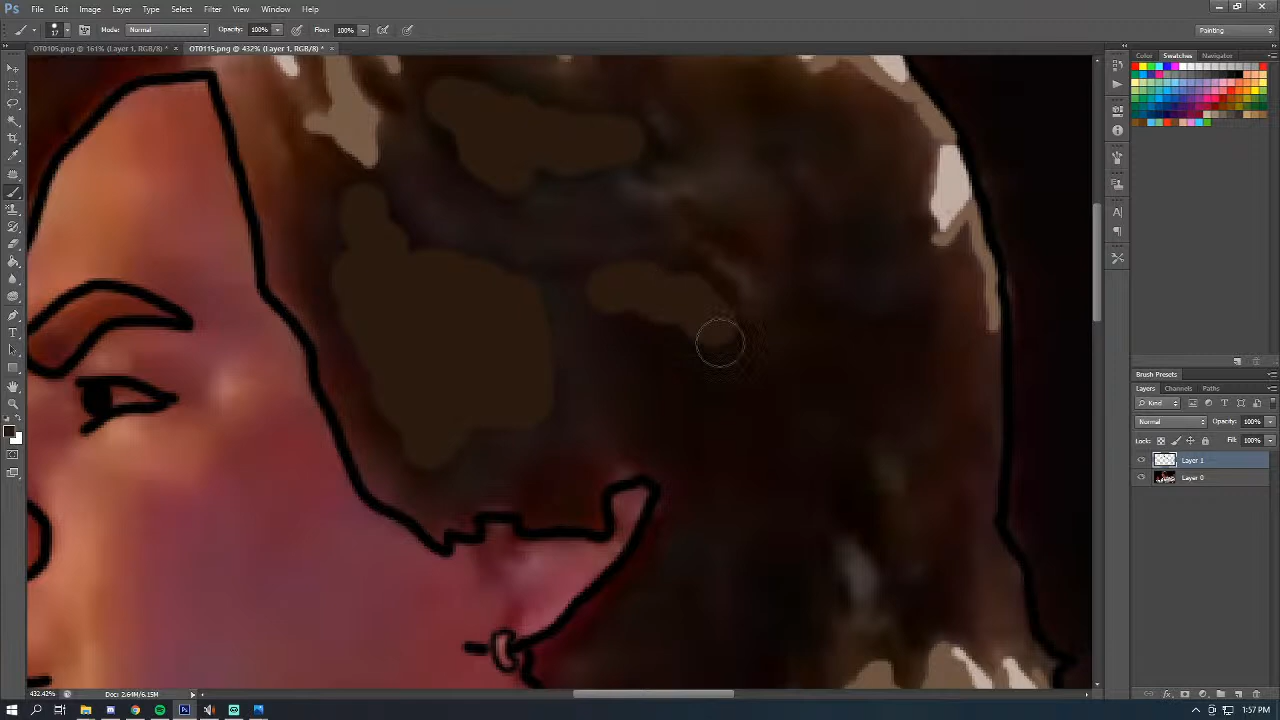 Ps File Edit Image Layer Type Select Filter View Window Help
17 Mode: Normal Opacity: 100% Flow: 100% Painting
OT0105.png @ 161% (Layer 1, RGB/8) * × OT0115.png @ 432% (Layer 1, RGB/8) * ×
Color Swatches Navigator
Brush Presets
Layers Channels Paths
Kind
Normal Opacity: 100%
Lock: Fill: 100%
Layer 1
Layer 0
432.43% Doc: 2.64M/6.15M
1:57 PM